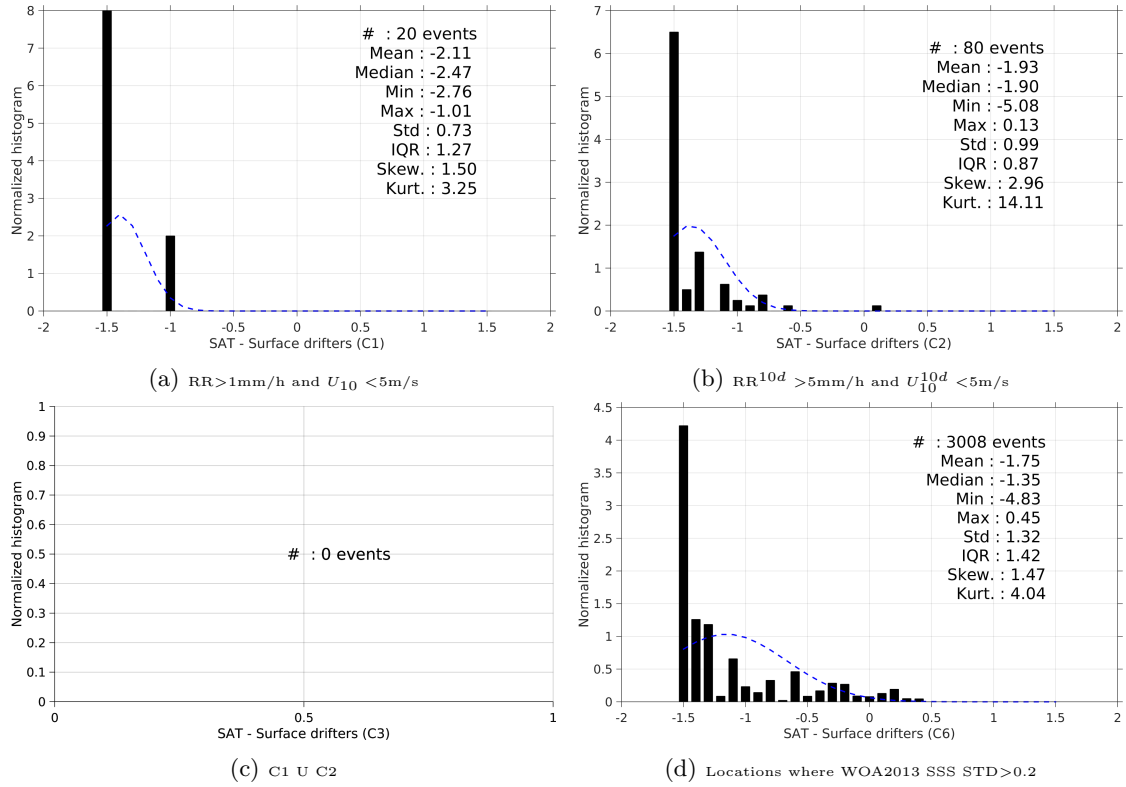 8
7
6
5
4
3
2
1
0
Normalized histogram
# : 20 events
Mean : -2.11
Median : -2.47
Min : -2.76
Max : -1.01
Std : 0.73
IQR : 1.27
Skew. : 1.50
Kurt. : 3.25
-2 -1.5 -1 -0.5 0 0.5 1 1.5 2
SAT - Surface drifters (C1)
(a) RR>1mm/h and U10 <5m/s
7
6
5
4
3
2
1
0
Normalized histogram
# : 80 events
Mean : -1.93
Median : -1.90
Min : -5.08
Max : 0.13
Std : 0.99
IQR : 0.87
Skew. : 2.96
Kurt. : 14.11
-2 -1.5 -1 -0.5 0 0.5 1 1.5 2
SAT - Surface drifters (C2)
(b) RR^10d >5mm/h and U_10^10d <5m/s
1
0.9
0.8
0.7
0.6
0.5
0.4
0.3
0.2
0.1
0
Normalized histogram
# : 0 events
0 0.5 1
SAT - Surface drifters (C3)
(c) C1 U C2
4.5
4
3.5
3
2.5
2
1.5
1
0.5
0
Normalized histogram
# : 3008 events
Mean : -1.75
Median : -1.35
Min : -4.83
Max : 0.45
Std : 1.32
IQR : 1.42
Skew. : 1.47
Kurt. : 4.04
-2 -1.5 -1 -0.5 0 0.5 1 1.5 2
SAT - Surface drifters (C6)
(d) Locations where WOA2013 SSS STD>0.2